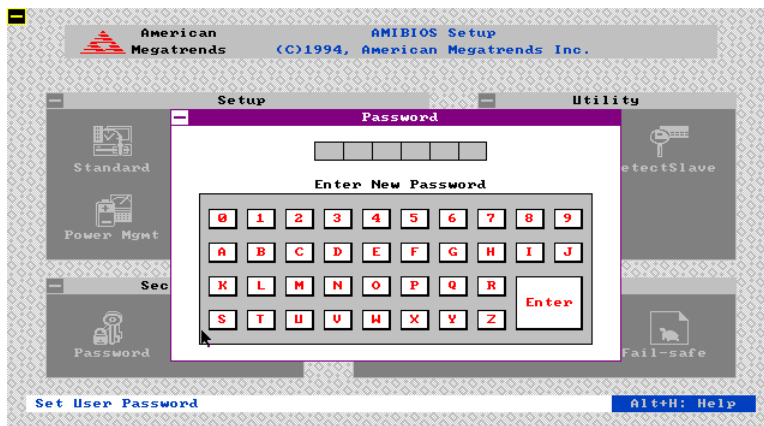 American Megatrends
AMIBIOS Setup
(C)1994, American Megatrends Inc.
Setup
Utility
Password
Standard
etectSlave
Enter New Password
Power Mgmt
0 1 2 3 4 5 6 7 8 9
A B C D E F G H I J
K L M N O P Q R
Enter
S T U V W X Y Z
Sec
Password
Fail-safe
Set User Password
Alt+H: Help